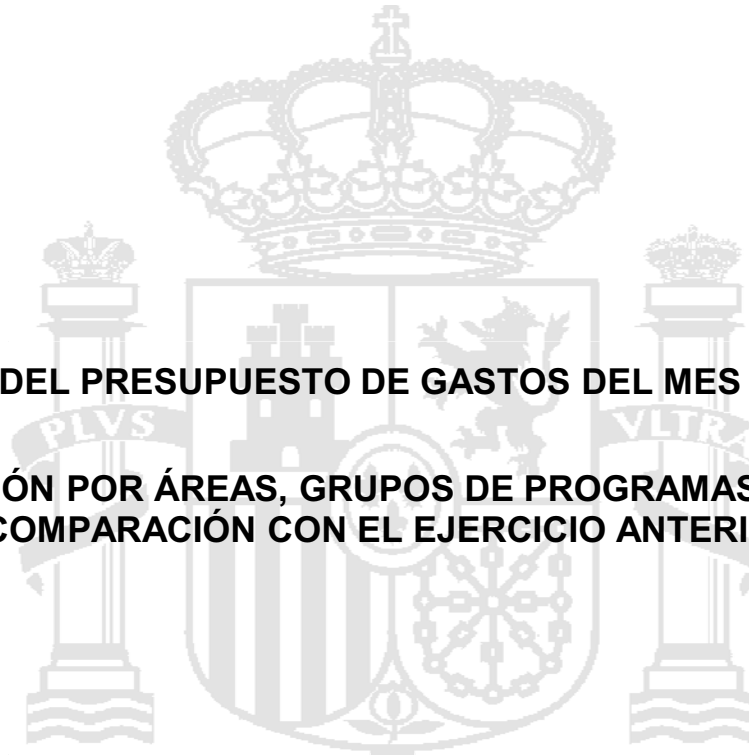 DEL PRESUPUESTO DE GASTOS DEL MES
PLVS
VLTRA
ÓN POR ÁREAS, GRUPOS DE PROGRAMAS
COMPARACIÓN CON EL EJERCICIO ANTERI